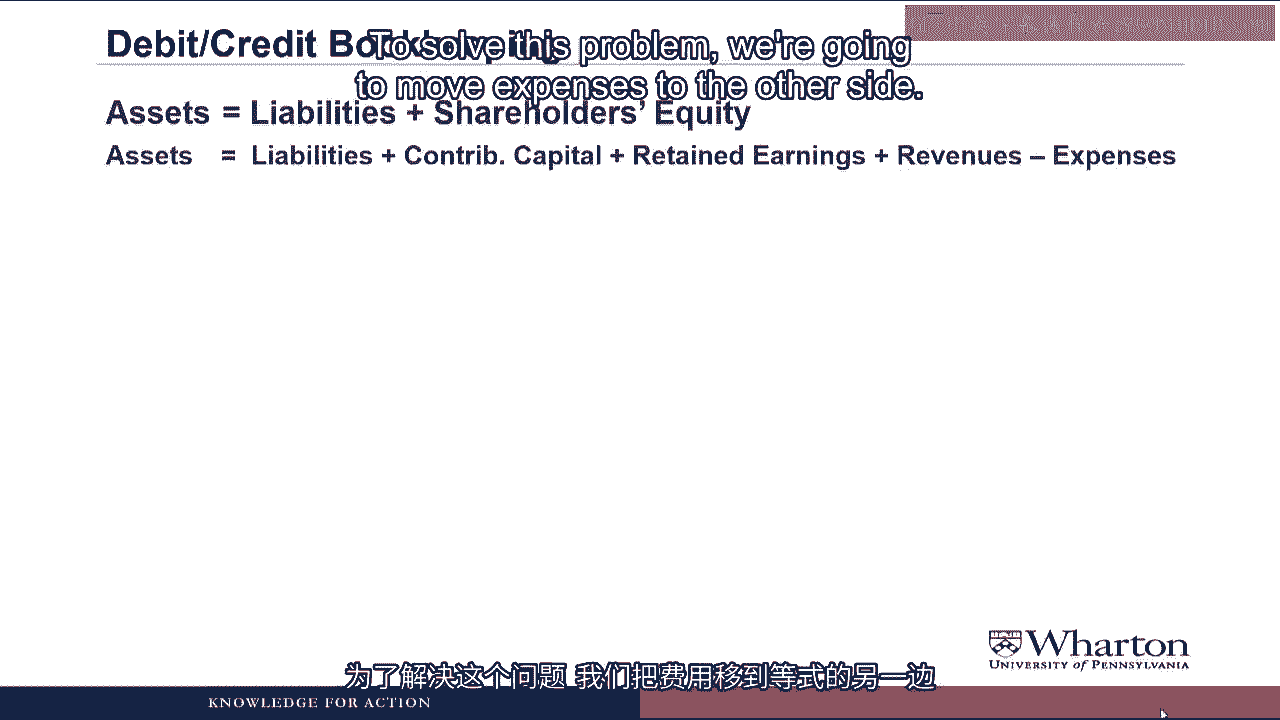 Debit/Credit Bookkeeping
To solve this problem, we're going
to move expenses to the other side.
Assets = Liabilities + Shareholders' Equity
Assets = Liabilities + Contrib. Capital + Retained Earnings + Revenues – Expenses
Wharton
UNIVERSITY OF PENNSYLVANIA
为了解决这个问题 我们把费用移到等式的另一边
KNOWLEDGE FOR ACTION